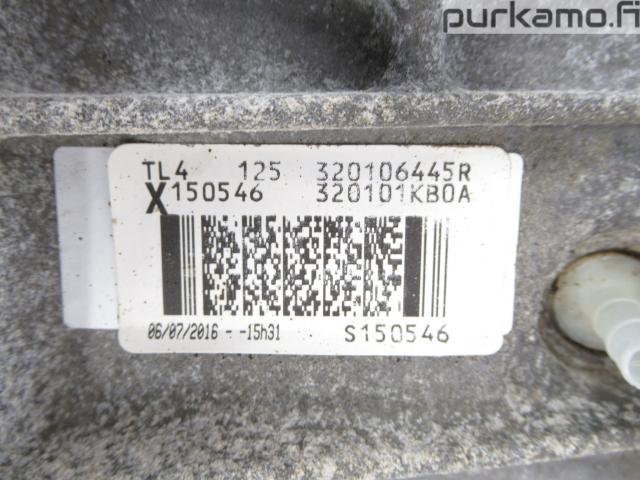 purkamo.fi
TL4 125 320106445R
X150546 320101KB0A
06/07/2016 - -15h31 S150546